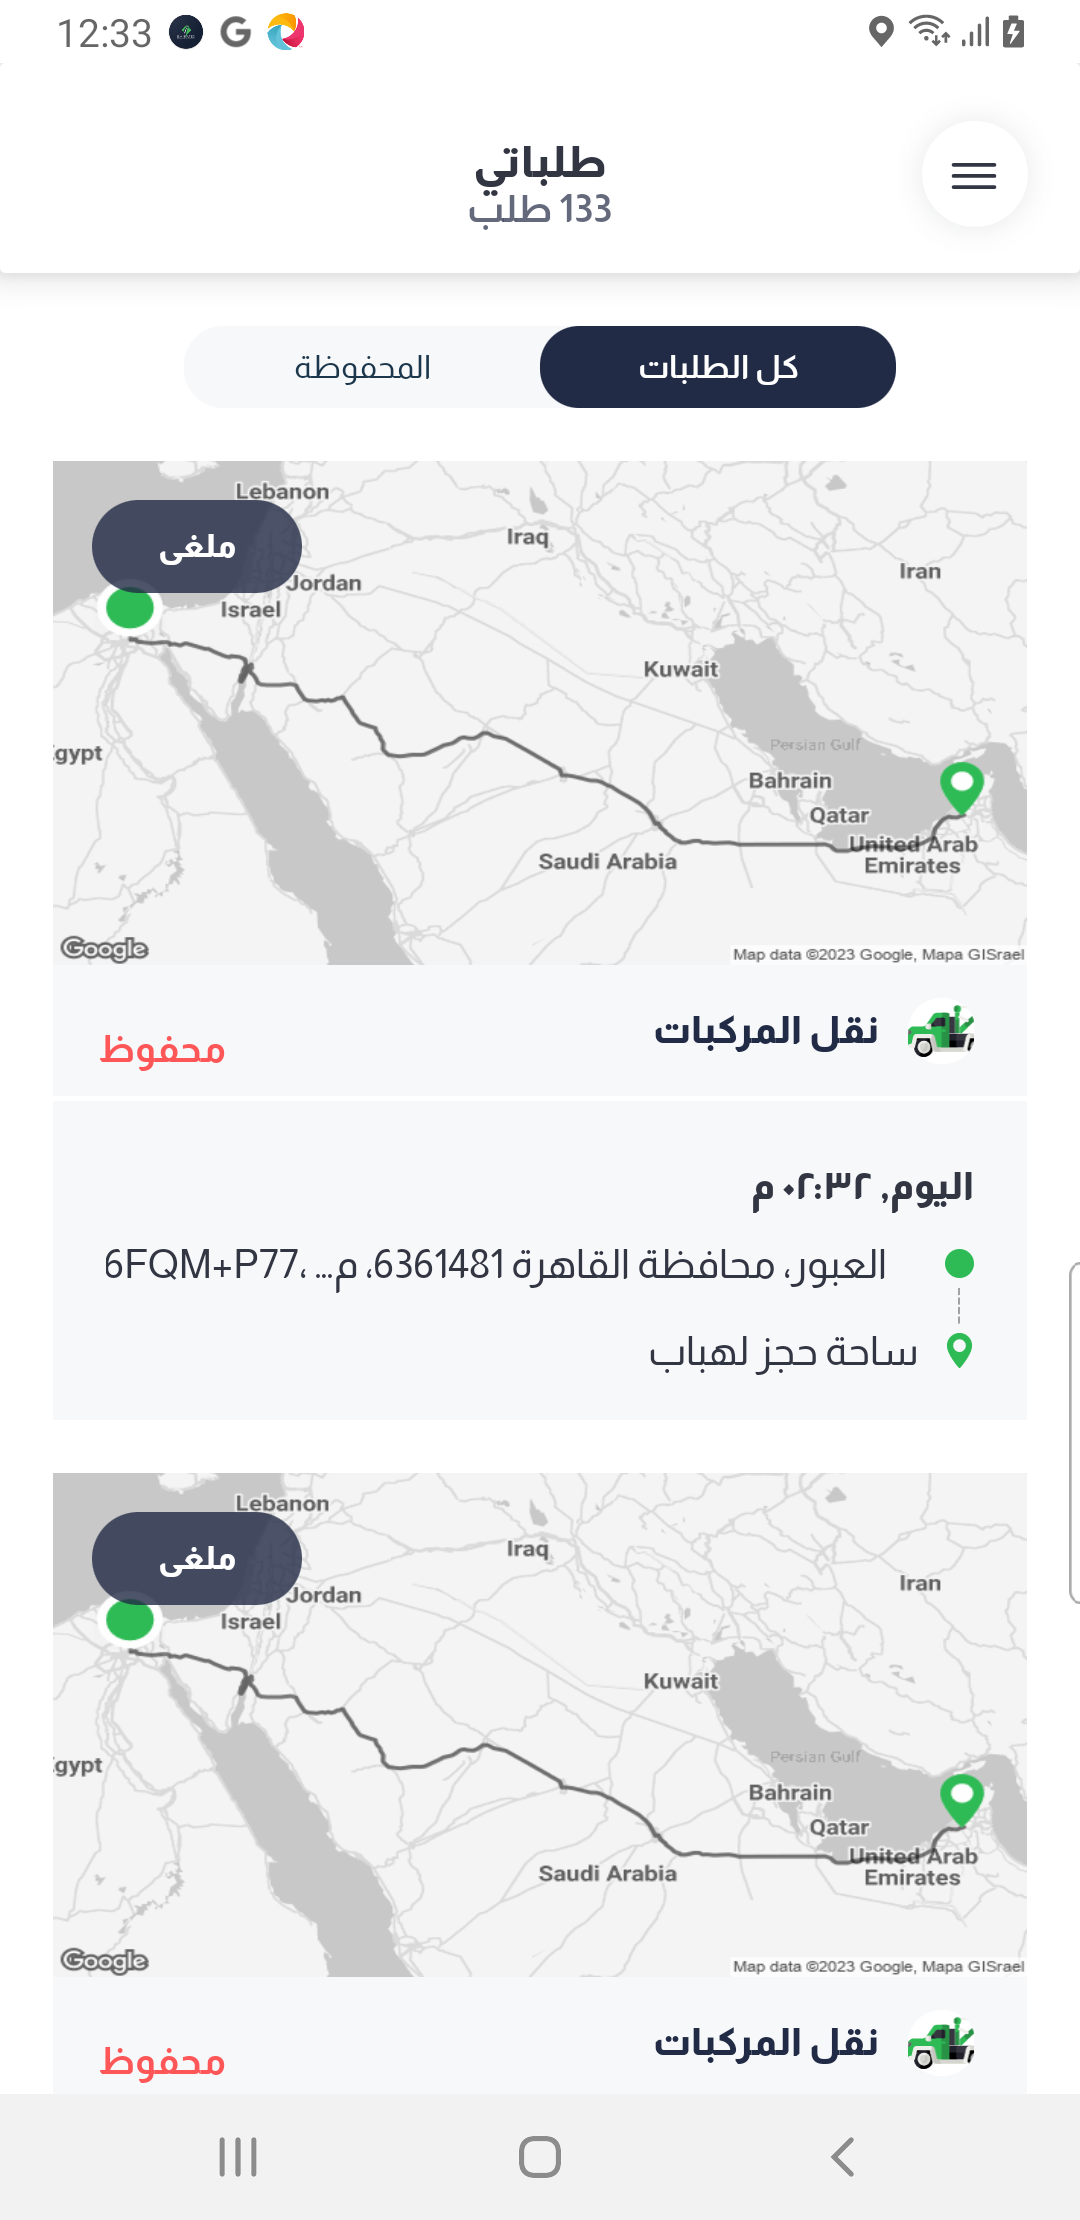 12:33
طلباتي
133 طلب
كل الطلبات
المحفوظة
ملغى
Lebanon
Iraq
Iran
Jordan
Israel
Kuwait
gypt
Persian Gulf
Bahrain
Qatar
United Arab
Emirates
Saudi Arabia
Google
Map data ©2023 Google, Mapa GISrael
نقل المركبات
محفوظ
اليوم, ٠٢:٣٢ م
6FQM+P77، العبور، محافظة القاهرة 6361481، م...
ساحة حجز لهباب
ملغى
Lebanon
Iraq
Iran
Jordan
Israel
Kuwait
gypt
Persian Gulf
Bahrain
Qatar
United Arab
Emirates
Saudi Arabia
Google
Map data ©2023 Google, Mapa GISrael
نقل المركبات
محفوظ